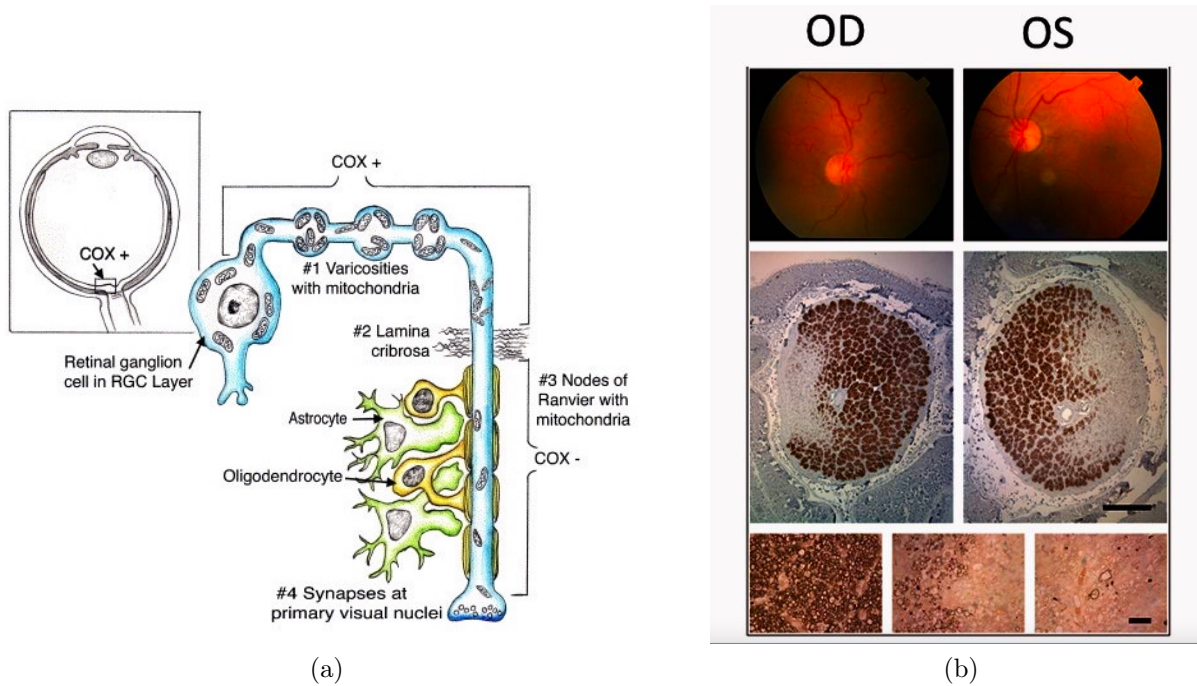 COX +
COX +
#1 Varicosities
with mitochondria
#2 Lamina
cribrosa
Retinal ganglion
cell in RGC Layer
#3 Nodes of
Ranvier with
mitochondria
Astrocyte
COX -
Oligodendrocyte
#4 Synapses at
primary visual nuclei
(a)
OD OS
(b)